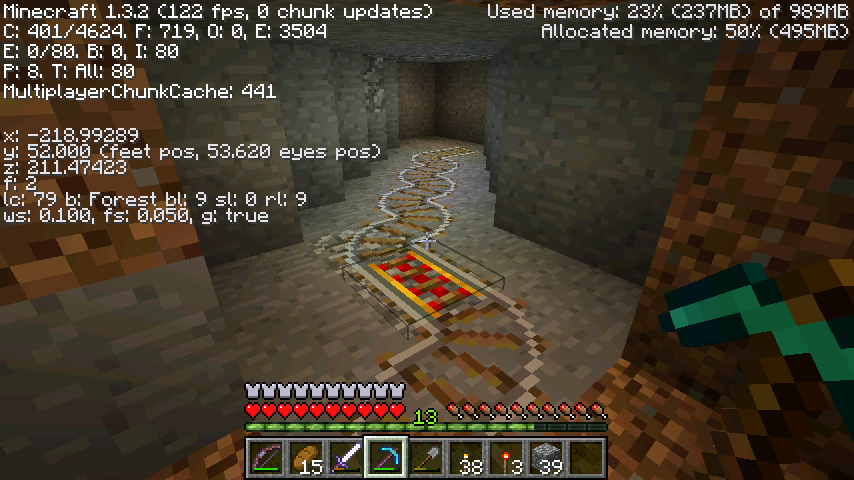 Minecraft 1.3.2 (122 fps, 0 chunk updates)
C: 401/4624. F: 719, O: 0, E: 3504
E: 0/80. B: 0, I: 80
P: 8. T: All: 80
MultiplayerChunkCache: 441
Used memory: 23% (237MB) of 989MB
Allocated memory: 50% (495MB)
x: -218.99289
y: 52.000 (feet pos, 53.620 eyes pos)
z: 211.47423
f: 2
lc: 79 b: Forest bl: 9 sl: 0 rl: 9
ws: 0.100, fs: 0.050, g: true
13
15 38 3 39